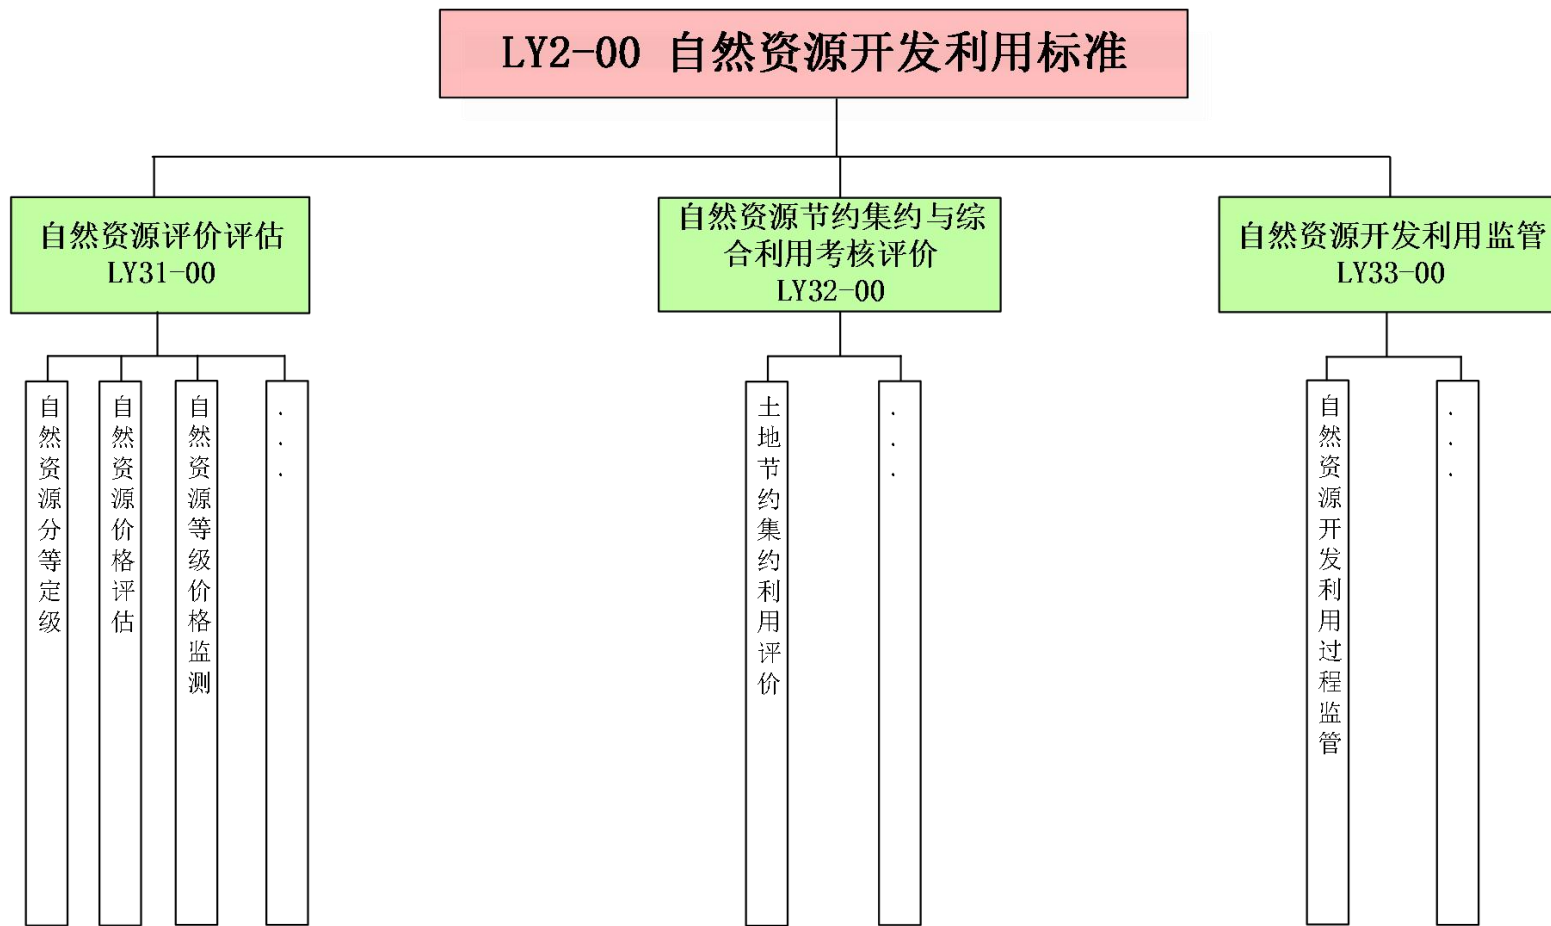 LY2-00 自然资源开发利用标准
自然资源评价评估
LY31-00
自然资源节约集约与综
合利用考核评价
LY32-00
自然资源开发利用监管
LY33-00
自然资源分等定级
自然资源价格评估
自然资源等级价格监测
...
土地节约集约利用评价
...
自然资源开发利用过程监管
...